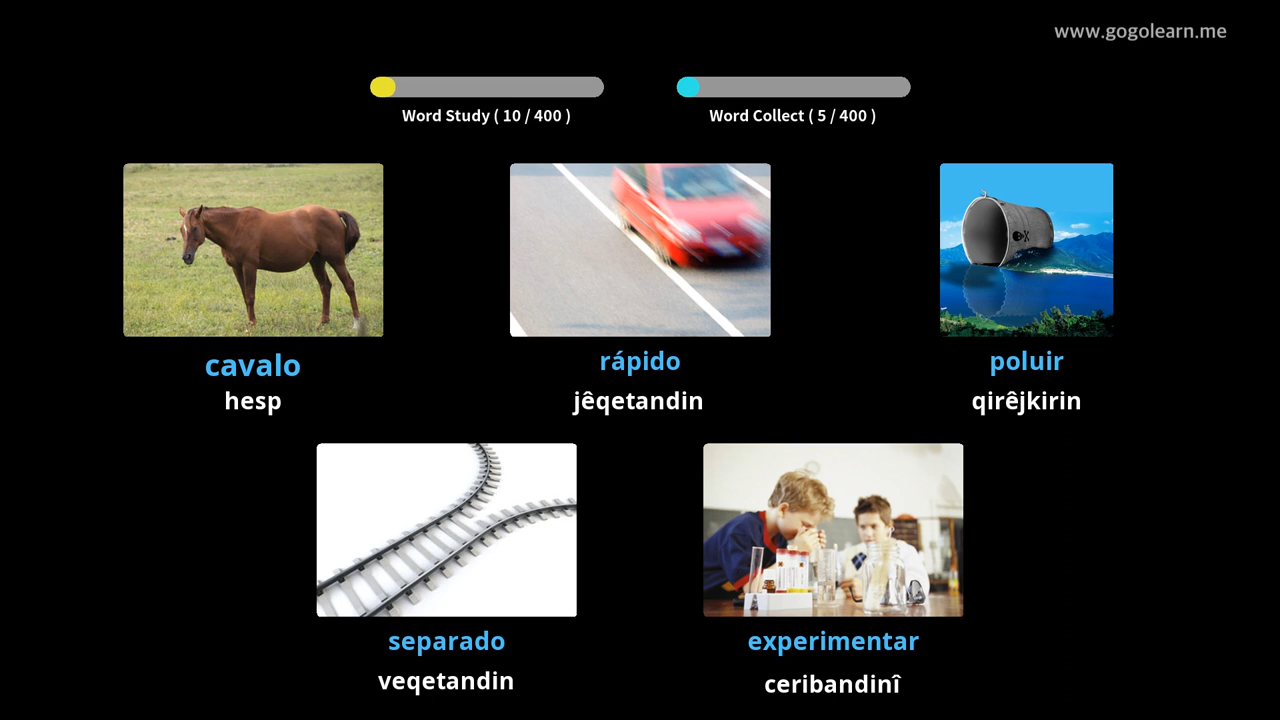 www.gogolearn.me
Word Study ( 10 / 400 )
Word Collect ( 5 / 400 )
cavalo
hesp
rápido
jêqetandin
poluir
qirêjkirin
separado
veqetandin
experimentar
ceribandinî